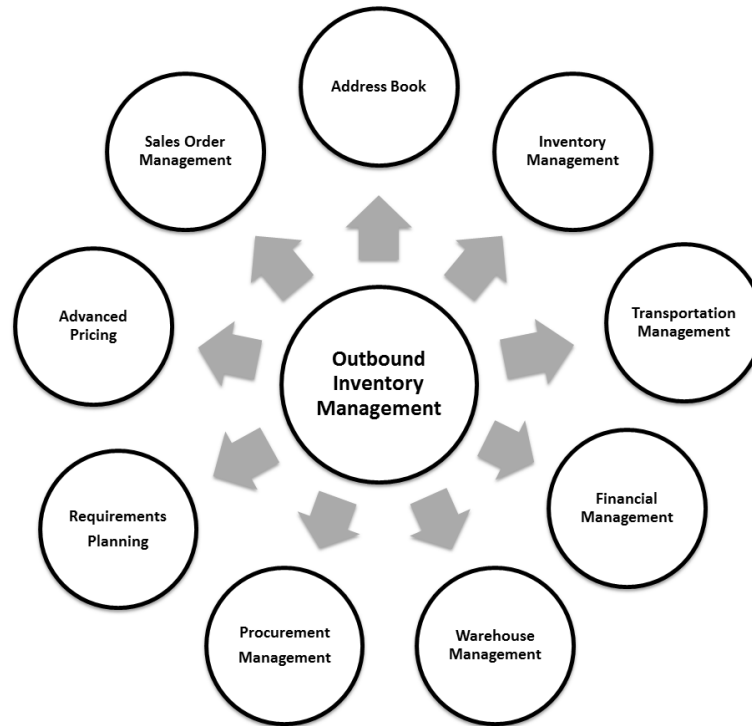 Address Book
Sales Order
Management
Inventory
Management
Advanced
Pricing
Transportation
Management
Outbound
Inventory
Management
Requirements
Planning
Financial
Management
Procurement
Management
Warehouse
Management